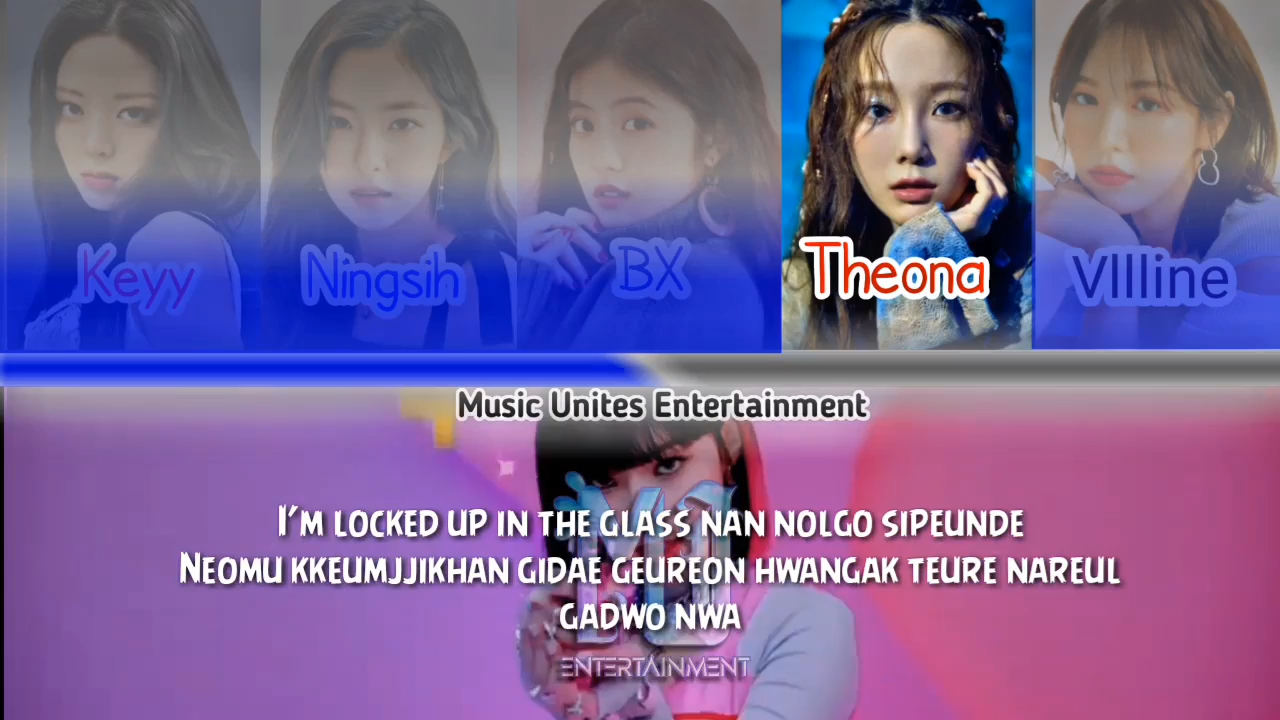 Keyy
Ningsih
BX
Theona
VIIIine
Music Unites Entertainment
I'M LOCKED UP IN THE GLASS NAN NOLGO SIPEUNDE
NEOMU KKEUMJJIKHAN GIDAE GEUREON HWANGAK TEURE NAREUL
GADWO NWA
ENTERTAINMENT